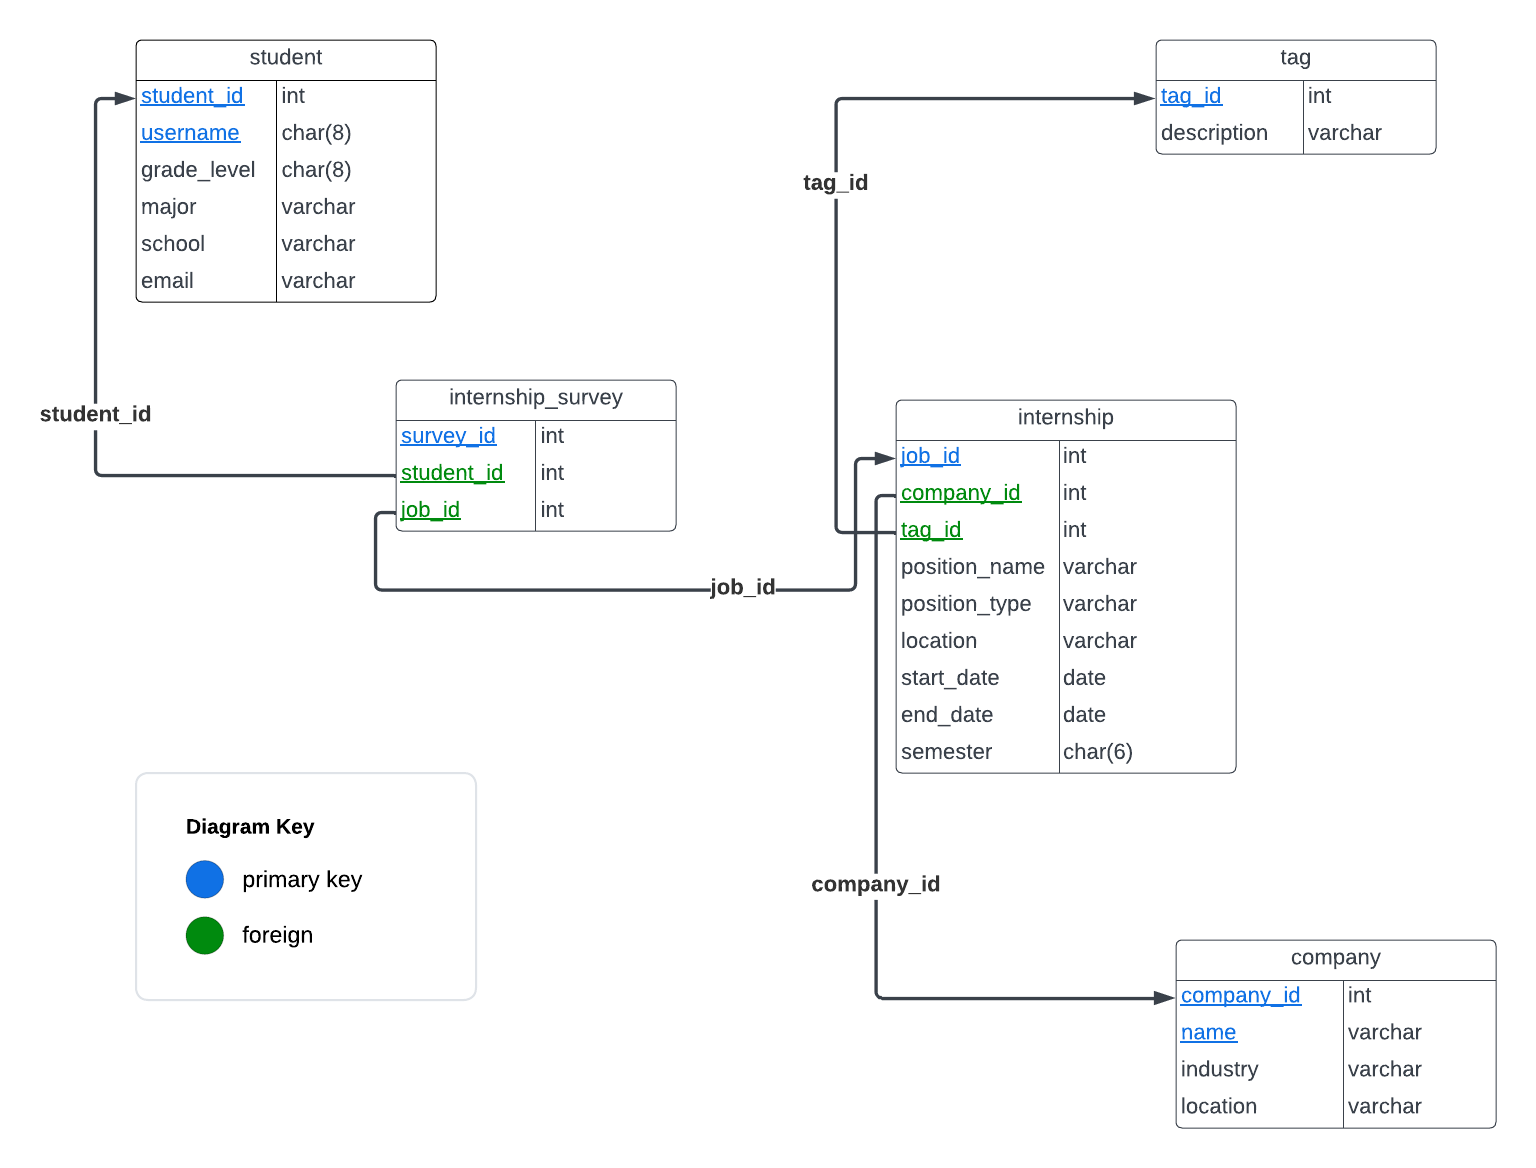 student
student_id int
username char(8)
grade_level char(8)
major varchar
school varchar
email varchar
tag
tag_id int
description varchar
tag_id
student_id
internship_survey
survey_id int
student_id int
job_id int
job_id
internship
job_id int
company_id int
tag_id int
position_name varchar
position_type varchar
location varchar
start_date date
end_date date
semester char(6)
Diagram Key
primary key
foreign
company_id
company
company_id int
name varchar
industry varchar
location varchar